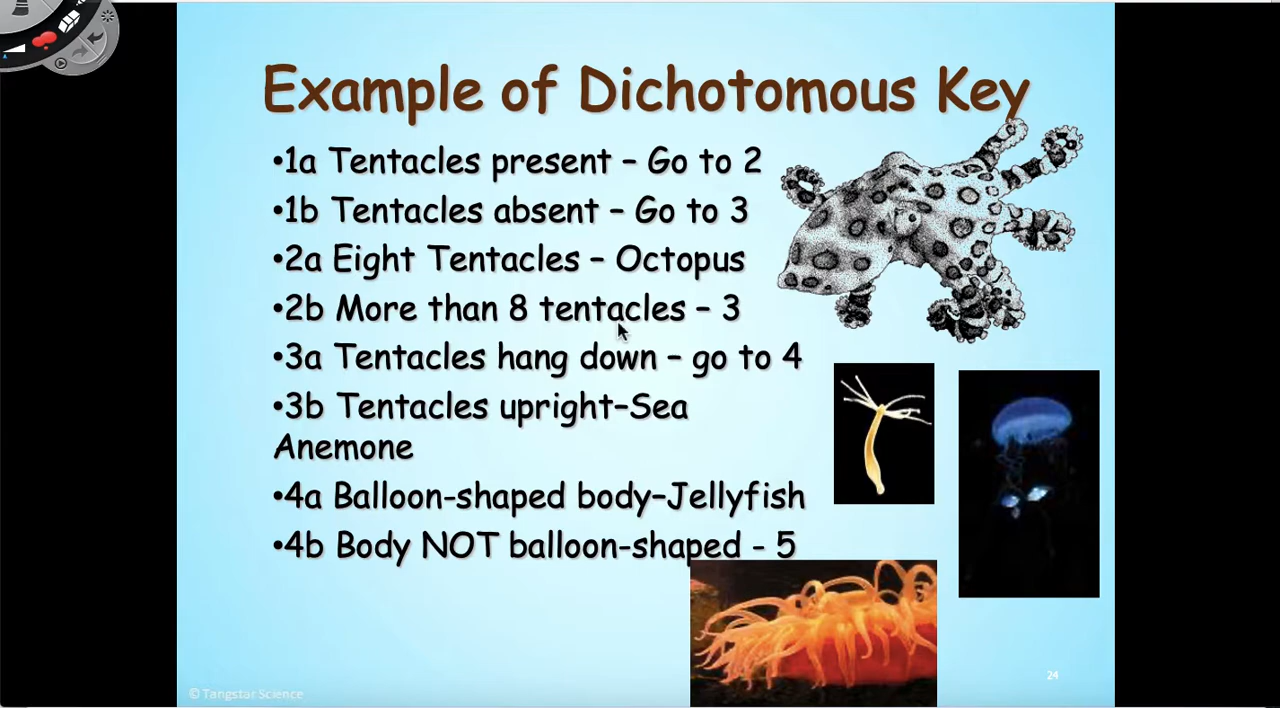 Example of Dichotomous Key
•1a Tentacles present – Go to 2
•1b Tentacles absent – Go to 3
•2a Eight Tentacles – Octopus
•2b More than 8 tentacles – 3
•3a Tentacles hang down – go to 4
•3b Tentacles upright–Sea
Anemone
•4a Balloon-shaped body–Jellyfish
•4b Body NOT balloon-shaped - 5
24
© Tangstar Science